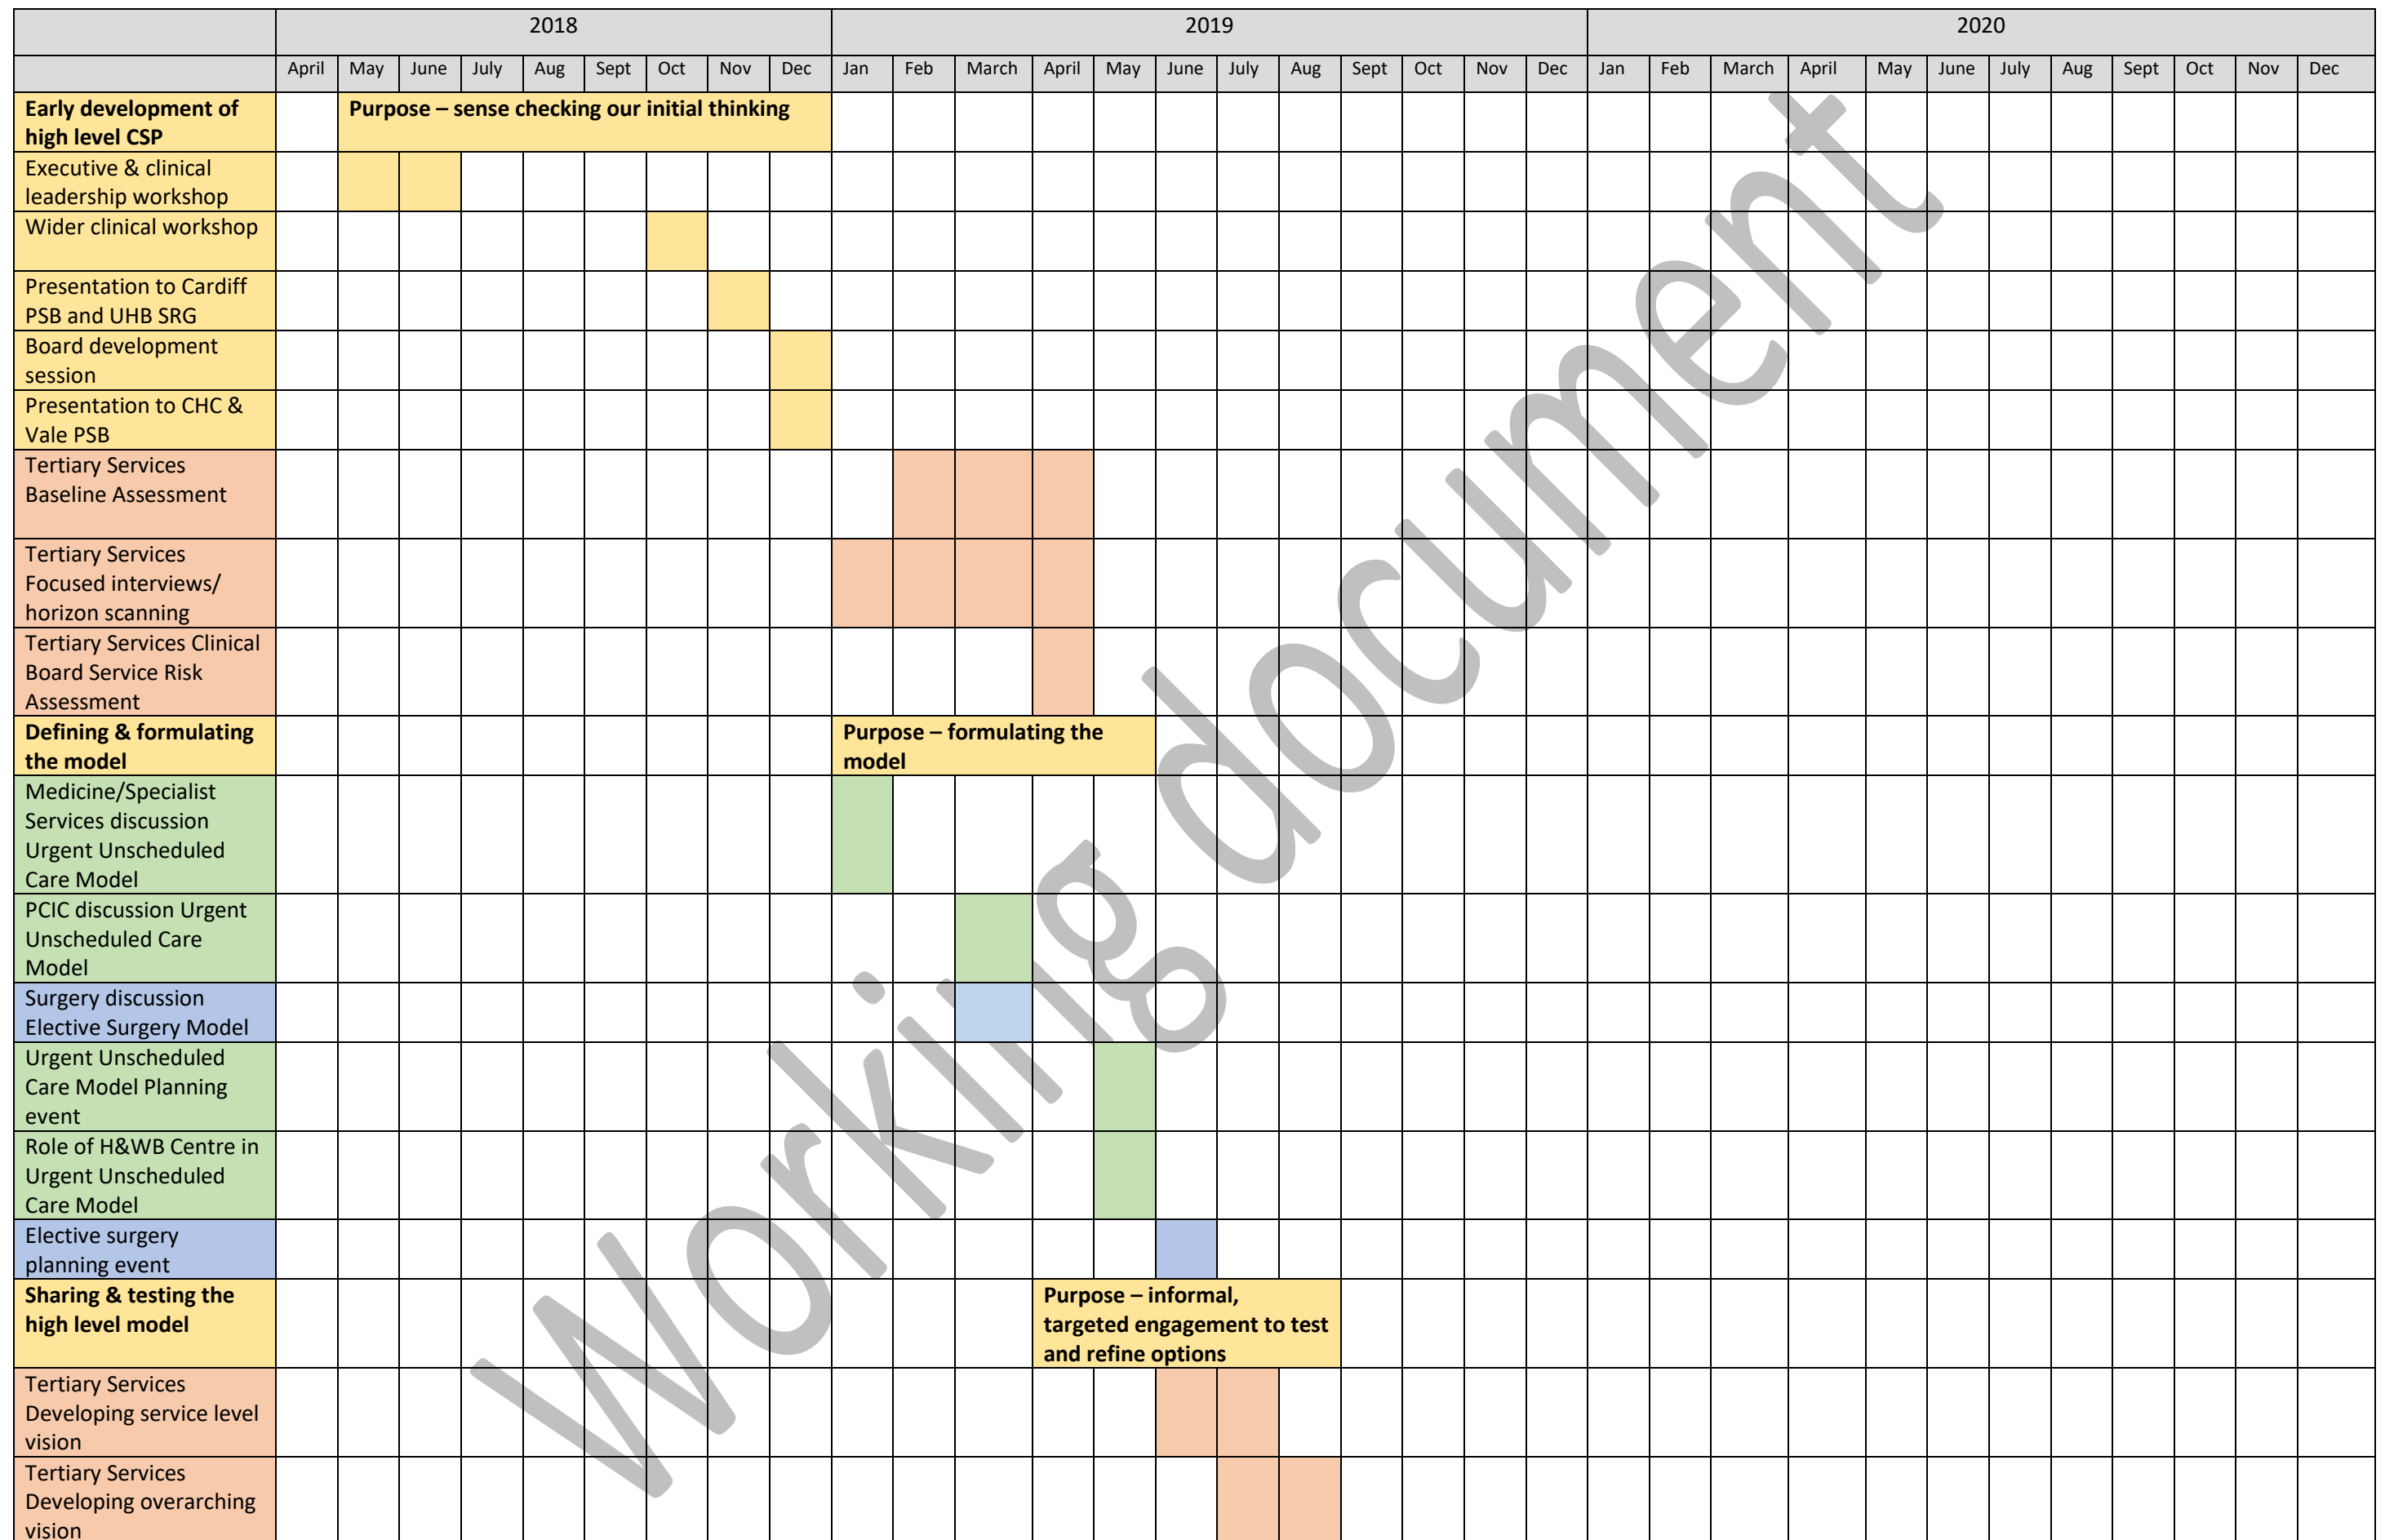 2018 2019 2020
April May June July Aug Sept Oct Nov Dec Jan Feb March April May June July Aug Sept Oct Nov Dec Jan Feb March April May June July Aug Sept Oct Nov Dec
Early development of
high level CSP
Purpose – sense checking our initial thinking
Executive & clinical
leadership workshop
Wider clinical workshop
Presentation to Cardiff
PSB and UHB SRG
Board development
session
Presentation to CHC &
Vale PSB
Tertiary Services
Baseline Assessment
Tertiary Services
Focused interviews/
horizon scanning
Tertiary Services Clinical
Board Service Risk
Assessment
Defining & formulating
the model
Purpose – formulating the
model
Medicine/Specialist
Services discussion
Urgent Unscheduled
Care Model
PCIC discussion Urgent
Unscheduled Care
Model
Surgery discussion
Elective Surgery Model
Urgent Unscheduled
Care Model Planning
event
Role of H&WB Centre in
Urgent Unscheduled
Care Model
Elective surgery
planning event
Sharing & testing the
high level model
Purpose – informal,
targeted engagement to test
and refine options
Tertiary Services
Developing service level
vision
Tertiary Services
Developing overarching
vision
Working document